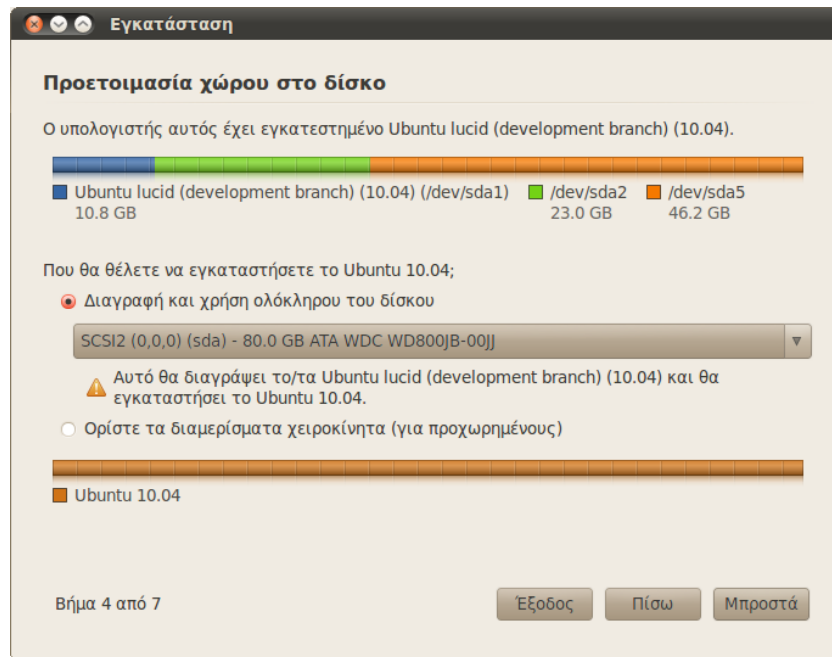 Εγκατάσταση
Προετοιμασία χώρου στο δίσκο
Ο υπολογιστής αυτός έχει εγκατεστημένο Ubuntu lucid (development branch) (10.04).
Ubuntu lucid (development branch) (10.04) (/dev/sda1) /dev/sda2 /dev/sda5
10.8 GB 23.0 GB 46.2 GB
Που θα θέλετε να εγκαταστήσετε το Ubuntu 10.04;
Διαγραφή και χρήση ολόκληρου του δίσκου
SCSI2 (0,0,0) (sda) - 80.0 GB ATA WDC WD800JB-00JJ
Αυτό θα διαγράψει το/τα Ubuntu lucid (development branch) (10.04) και θα
εγκαταστήσει το Ubuntu 10.04.
Ορίστε τα διαμερίσματα χειροκίνητα (για προχωρημένους)
Ubuntu 10.04
Βήμα 4 από 7 Έξοδος Πίσω Μπροστά